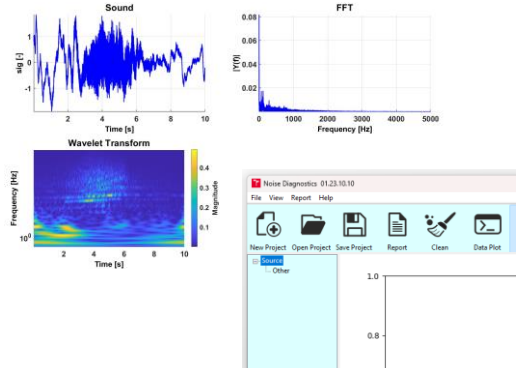 Sound
sig [-]
1
0
-1
2 4 6 8 10
Time [s]
FFT
|Y(f)|
0.08
0.06
0.04
0.02
0 1000 2000 3000 4000 5000
Frequency [Hz]
Wavelet Transform
Frequency [Hz]
10⁰
2 4 6 8 10
Time [s]
0.4
0.3
0.2
0.1
Magnitude
Noise Diagnostics 01.23.10.10
File View Report Help
New Project Open Project Save Project Report Clean Data Plot
Source
Other
1.0
0.8